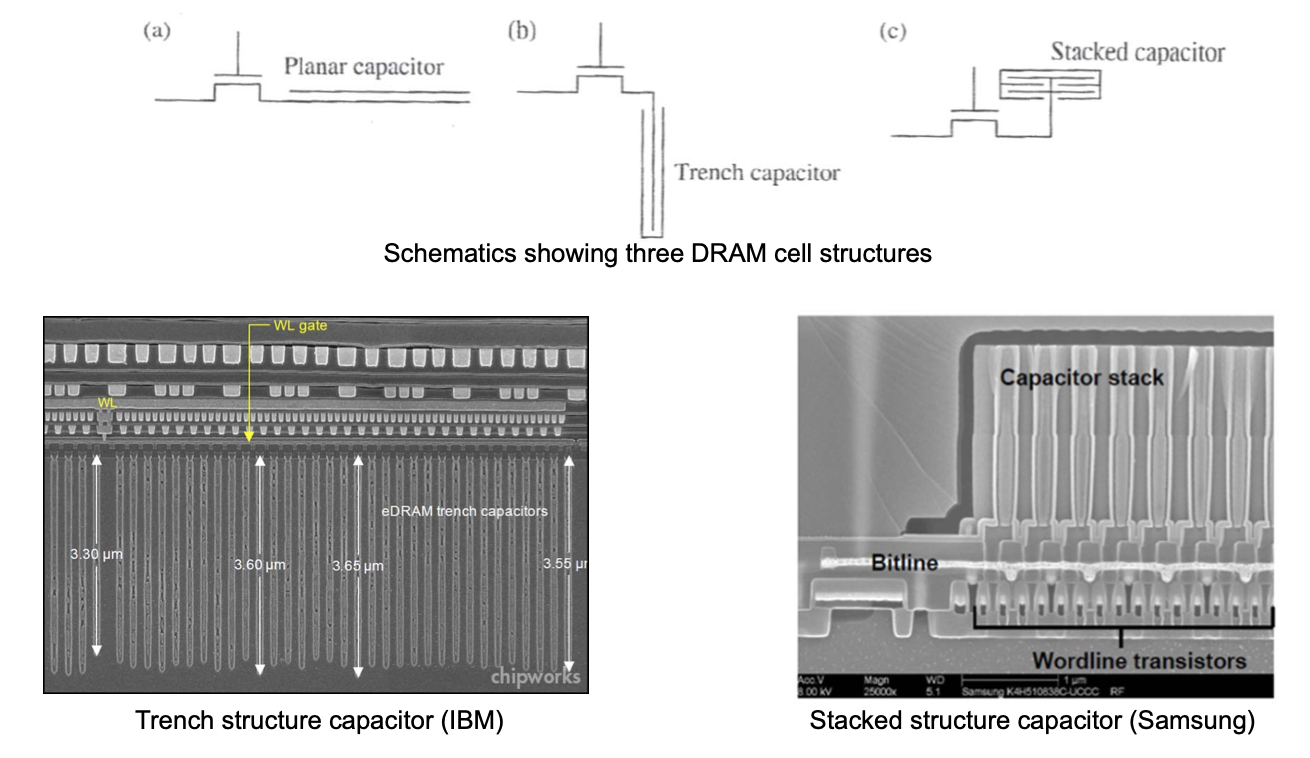 (a)
Planar capacitor
(b)
Trench capacitor
(c)
Stacked capacitor
Schematics showing three DRAM cell structures
WL gate
WL
eDRAM trench capacitors
3.30 µm
3.60 µm
3.65 µm
3.55 µ
chipworks
Trench structure capacitor (IBM)
Capacitor stack
Bitline
Wordline transistors
Acc.V Magn WD 1 µm
8.00 kV 25000x 5.1 Samsung K4H510838C-UCCC RF
Stacked structure capacitor (Samsung)